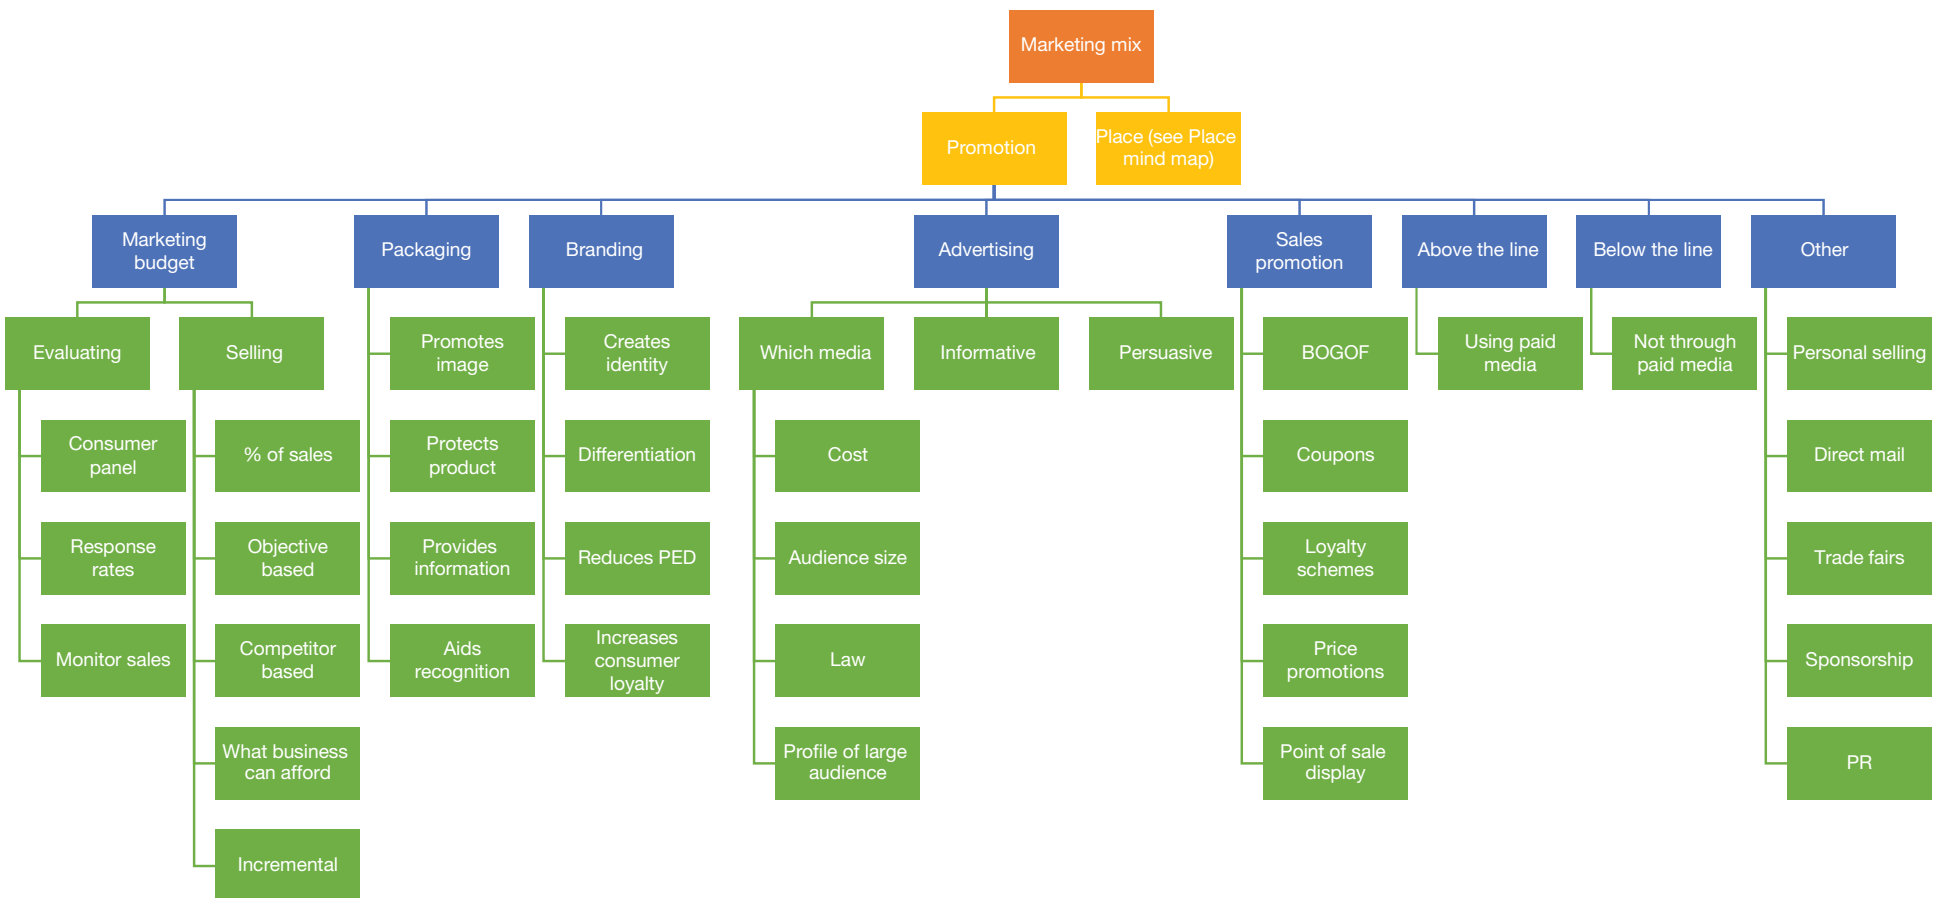 Marketing mix
Promotion
Place (see Place
mind map)
Marketing
budget
Packaging
Branding
Advertising
Sales
promotion
Above the line
Below the line
Other
Evaluating
Selling
Promotes
image
Creates
identity
Which media
Informative
Persuasive
BOGOF
Using paid
media
Not through
paid media
Personal selling
Consumer
panel
% of sales
Protects
product
Differentiation
Cost
Coupons
Direct mail
Response
rates
Objective
based
Provides
information
Reduces PED
Audience size
Loyalty
schemes
Trade fairs
Monitor sales
Competitor
based
Aids
recognition
Increases
consumer
loyalty
Law
Price
promotions
Sponsorship
What business
can afford
Profile of large
audience
Point of sale
display
PR
Incremental